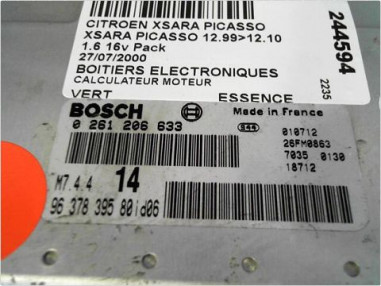 CITROEN XSARA PICASSO
XSARA PICASSO 12.99>12.10
1.6 16v Pack
27/07/2000
BOITIERS ELECTRONIQUES
CALCULATEUR MOTEUR
VERT ESSENCE
244594
2235
BOSCH Made in France
0 261 206 633
010712
26FM0863
7035 0130
18712
M7.4.4 14
96 378 395 80 id06